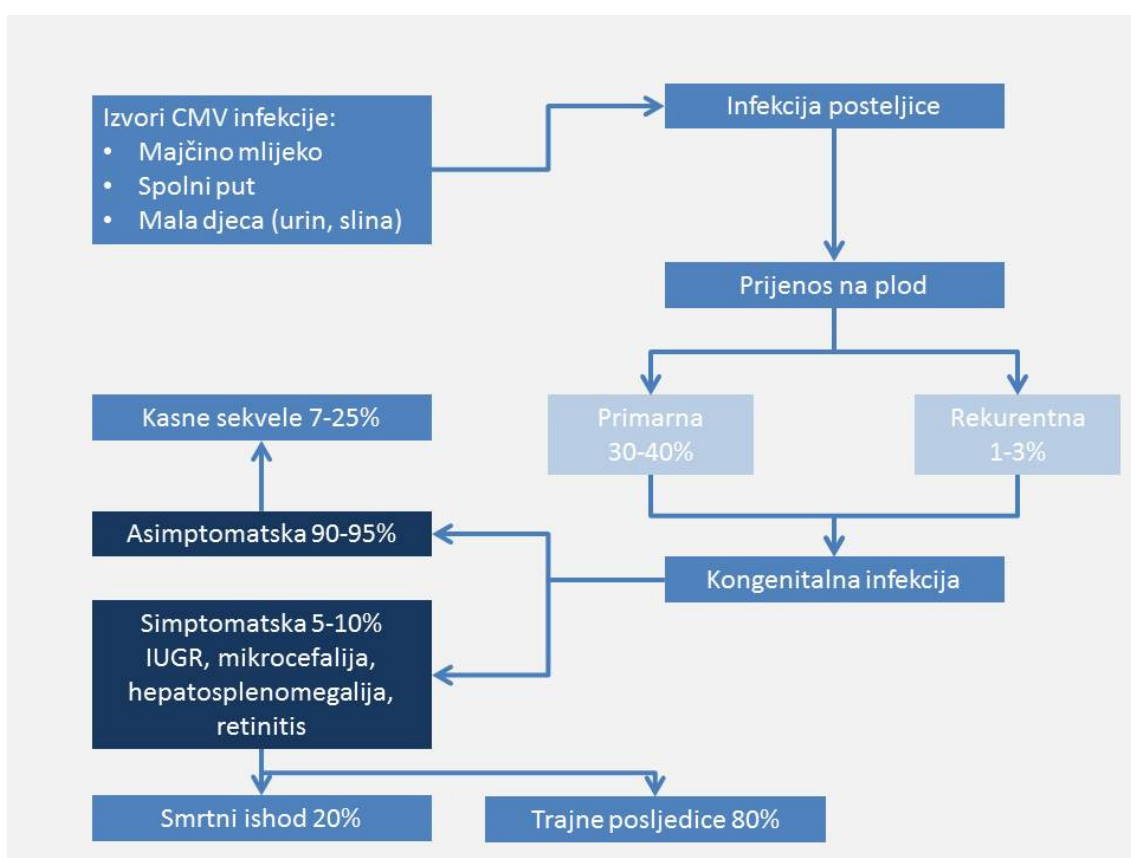 Izvori CMV infekcije:
• Majčino mlijeko
• Spolni put
• Mala djeca (urin, slina)
Infekcija posteljice
Prijenos na plod
Primarna
30-40%
Rekurentna
1-3%
Kongenitalna infekcija
Kasne sekvele 7-25%
Asimptomatska 90-95%
Simptomatska 5-10%
IUGR, mikrocefalija,
hepatosplenomegalija,
retinitis
Smrtni ishod 20%
Trajne posljedice 80%